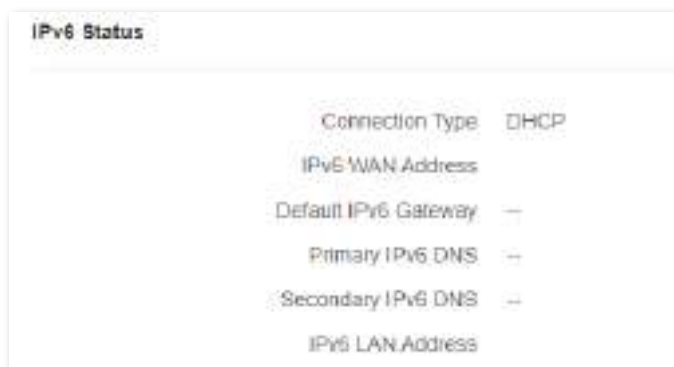 IPv6 Status
Connection Type DHCP
IPv6 WAN Address
Default IPv6 Gateway --
Primary IPv6 DNS --
Secondary IPv6 DNS --
IPv6 LAN Address